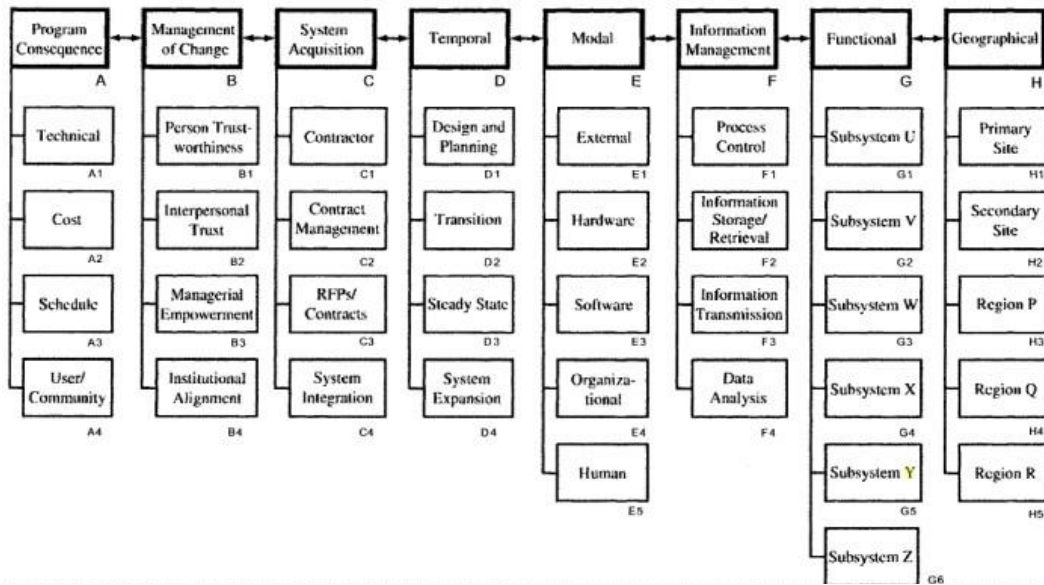 Program
Consequence
Management
of Change
System
Acquisition
Temporal
Modal
Information
Management
Functional
Geographical
A
B
C
D
E
F
G
H
Technical
Person Trust-
worthiness
Contractor
Design and
Planning
External
Process
Control
Subsystem U
Primary
Site
A1
B1
C1
D1
E1
F1
G1
H1
Cost
Interpersonal
Trust
Contract
Management
Transition
Hardware
Information
Storage/
Retrieval
Subsystem V
Secondary
Site
A2
B2
C2
D2
E2
F2
G2
H2
Schedule
Managerial
Empowerment
RFPs/
Contracts
Steady State
Software
Information
Transmission
Subsystem W
Region P
A3
B3
C3
D3
E3
F3
G3
H3
User/
Community
Institutional
Alignment
System
Integration
System
Expansion
Organiza-
tional
Data
Analysis
Subsystem X
Region Q
A4
B4
C4
D4
E4
F4
G4
H4
Human
Subsystem Y
Region R
E5
G5
H5
Subsystem Z
G6